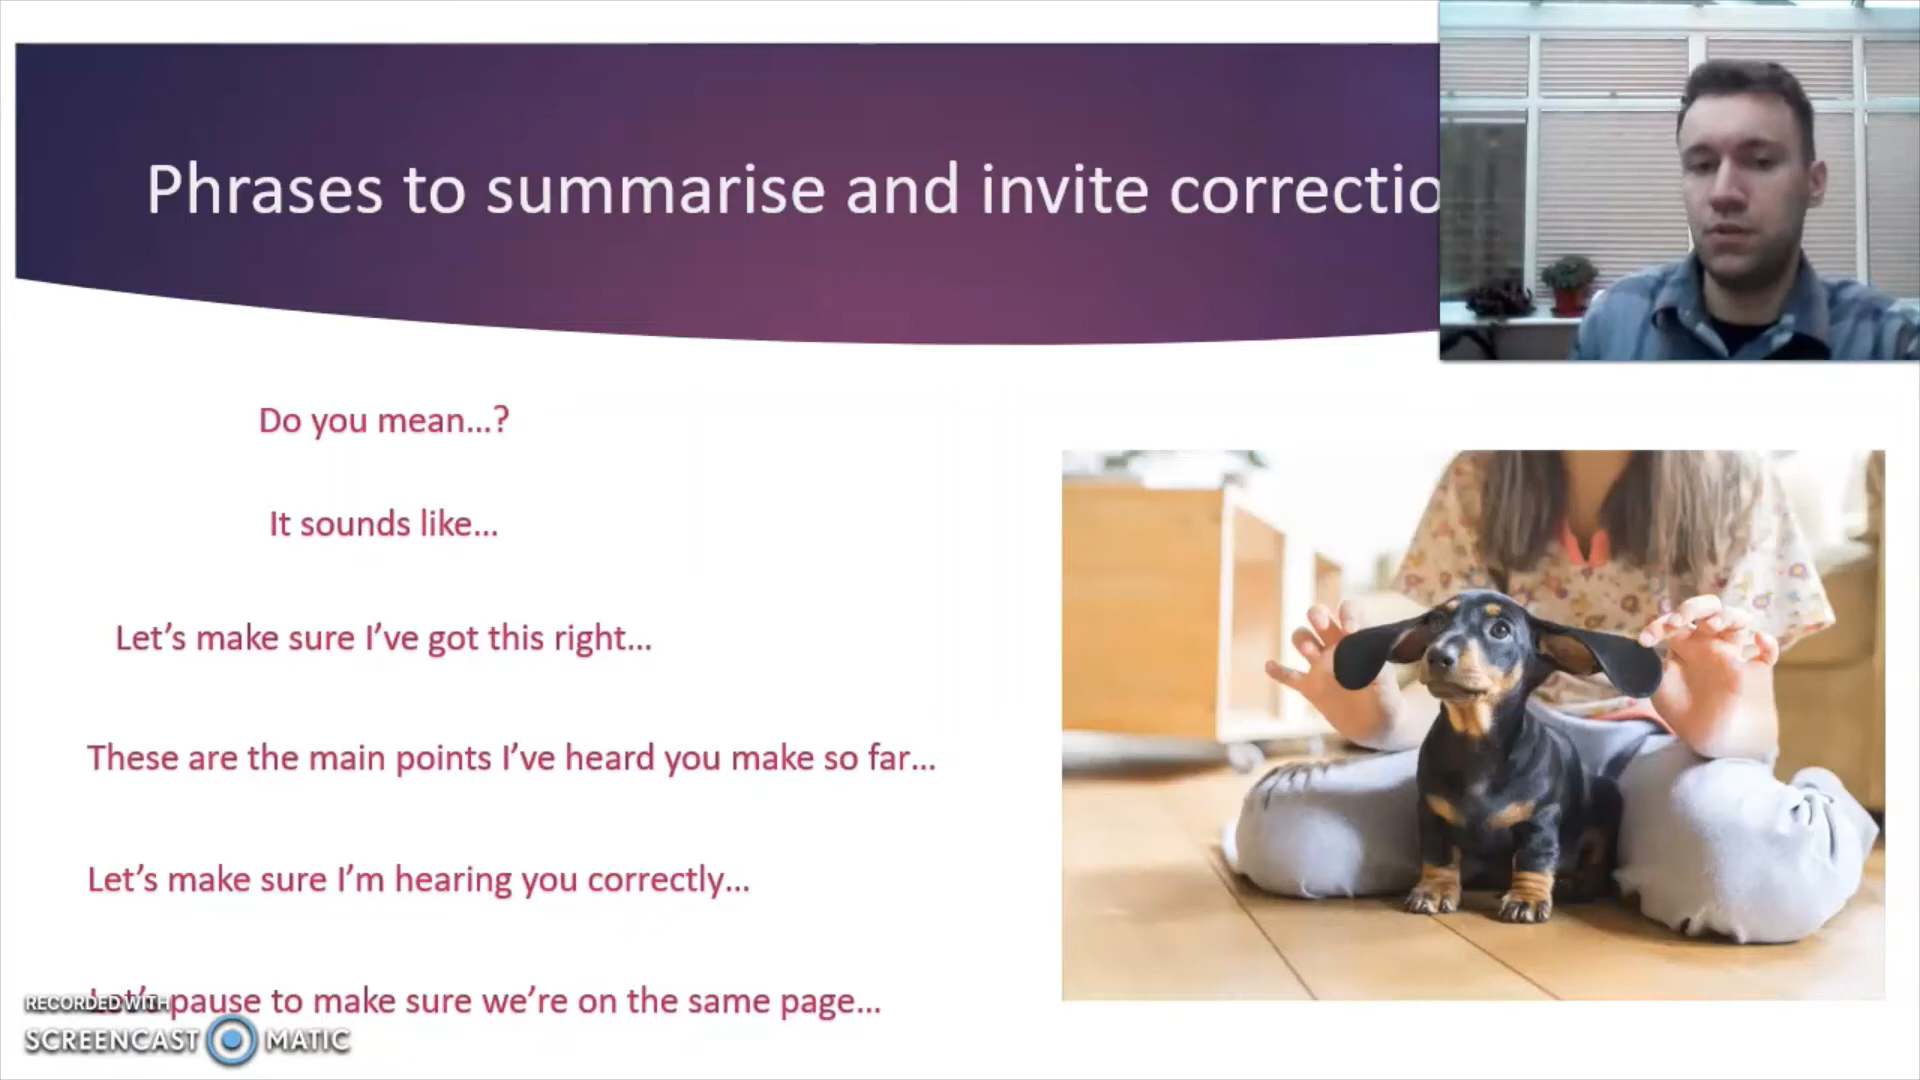 Phrases to summarise and invite correctio
Do you mean...?
It sounds like...
Let's make sure I've got this right...
These are the main points I've heard you make so far...
Let's make sure I'm hearing you correctly...
Let's pause to make sure we're on the same page...
RECORDED WITH
SCREENCAST MATIC